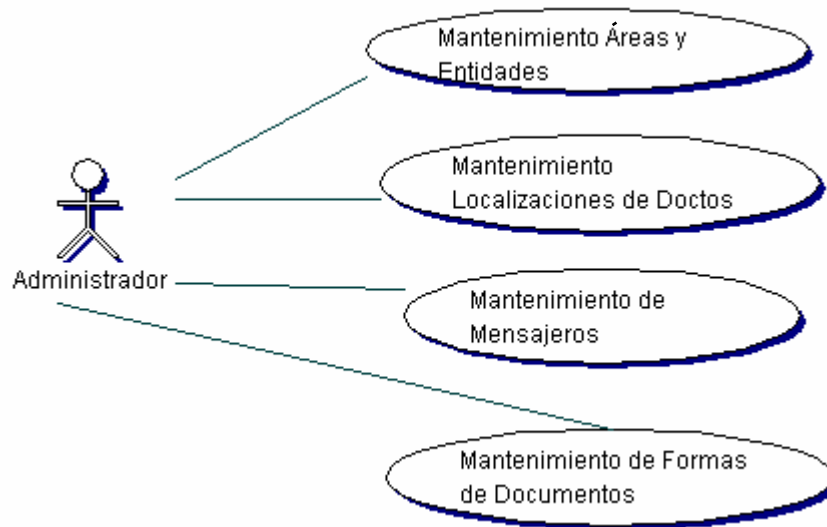 Mantenimiento Áreas y
Entidades
Mantenimiento
Localizaciones de Doctos
Administrador
Mantenimiento de
Mensajeros
Mantenimiento de Formas
de Documentos